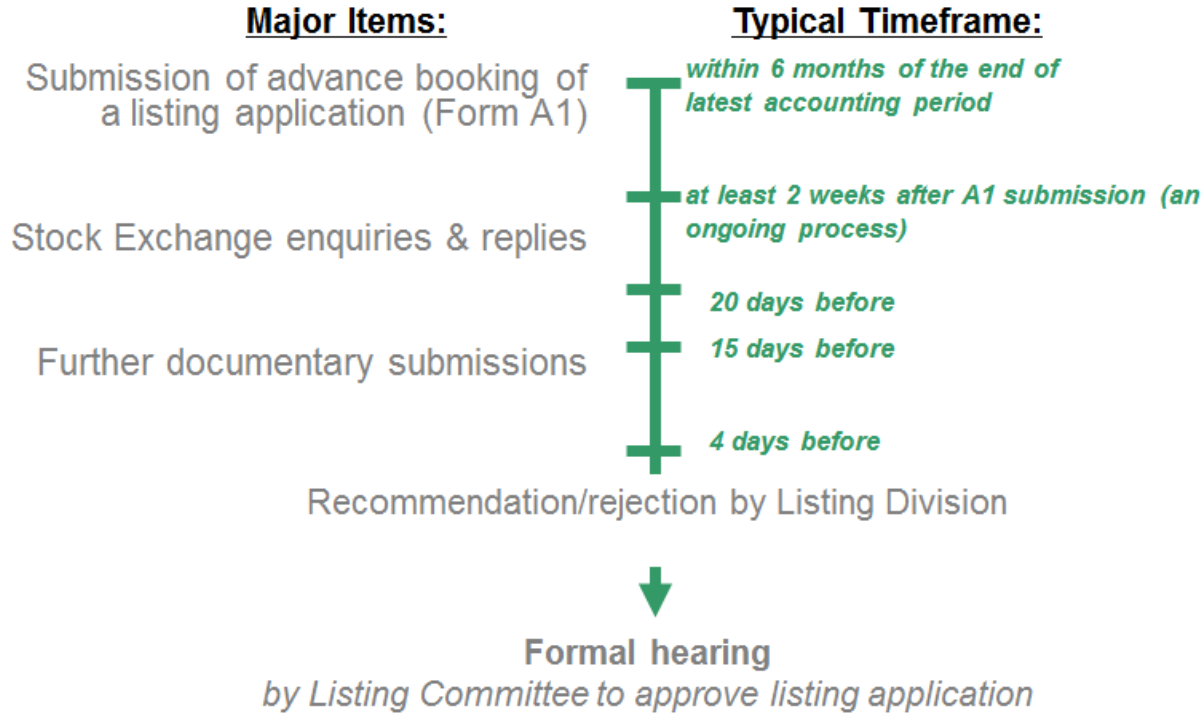 Major Items:
Typical Timeframe:
Submission of advance booking of
a listing application (Form A1)
within 6 months of the end of
latest accounting period
at least 2 weeks after A1 submission (an
ongoing process)
Stock Exchange enquiries & replies
20 days before
15 days before
Further documentary submissions
4 days before
Recommendation/rejection by Listing Division
Formal hearing
by Listing Committee to approve listing application